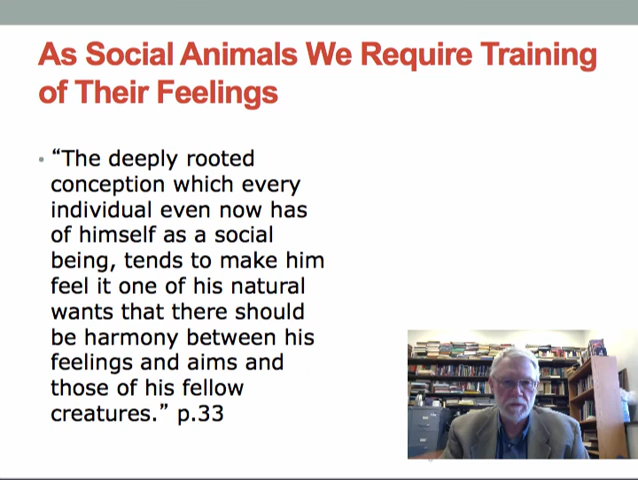 As Social Animals We Require Training
of Their Feelings
• “The deeply rooted
conception which every
individual even now has
of himself as a social
being, tends to make him
feel it one of his natural
wants that there should
be harmony between his
feelings and aims and
those of his fellow
creatures.” p.33